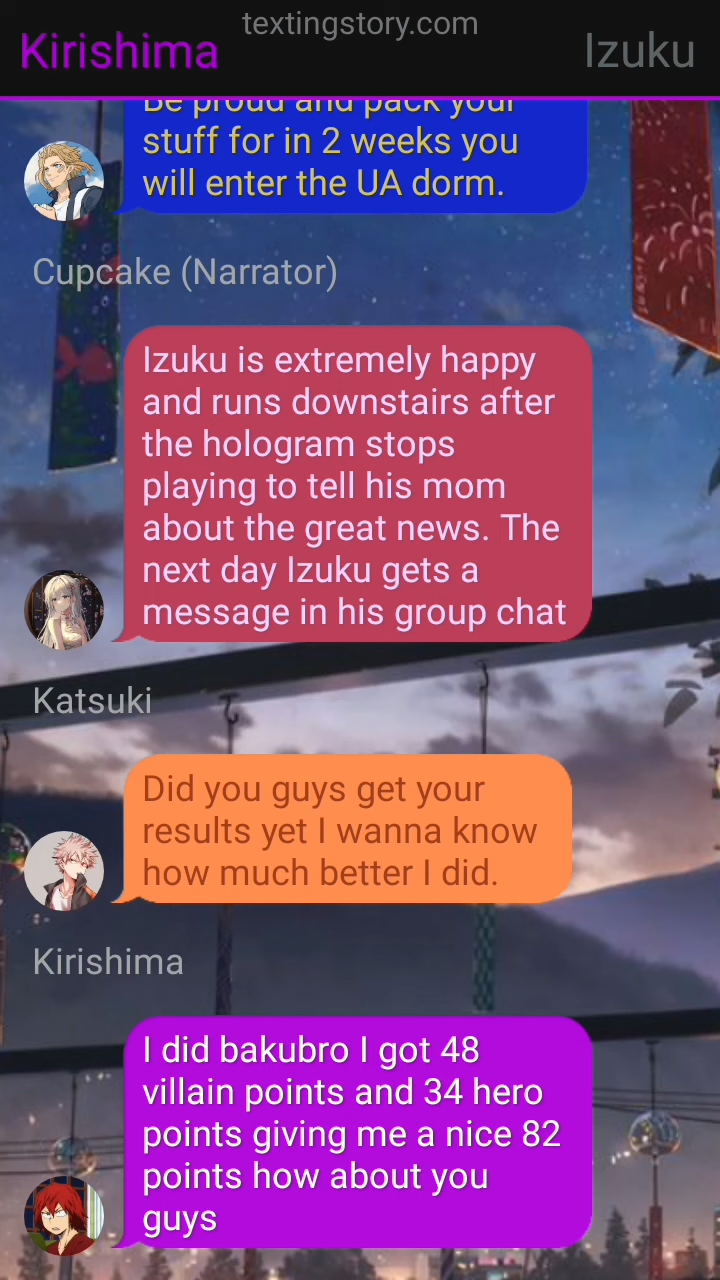 textingstory.com
Kirishima
Izuku
Be proud and pack your
stuff for in 2 weeks you
will enter the UA dorm.
Cupcake (Narrator)
Izuku is extremely happy
and runs downstairs after
the hologram stops
playing to tell his mom
about the great news. The
next day Izuku gets a
message in his group chat
Katsuki
Did you guys get your
results yet I wanna know
how much better I did.
Kirishima
I did bakubro I got 48
villain points and 34 hero
points giving me a nice 82
points how about you
guys